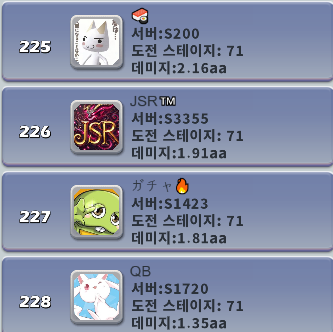 225
🍣
서버:S200
도전 스테이지: 71
데미지:2.16aa
226
JSR
JSR™
서버:S3355
도전 스테이지: 71
데미지:1.91aa
227
ガチャ🔥
서버:S1423
도전 스테이지: 71
데미지:1.81aa
228
QB
서버:S1720
도전 스테이지: 71
데미지:1.35aa